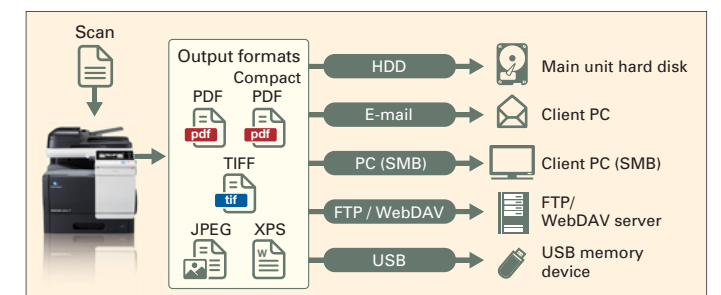 Scan
Output formats
Compact
PDF PDF
pdf pdf
TIFF
tif
JPEG XPS
W
HDD
Main unit hard disk
E-mail
Client PC
PC (SMB)
Client PC (SMB)
FTP / WebDAV
FTP/
WebDAV server
USB
USB memory
device